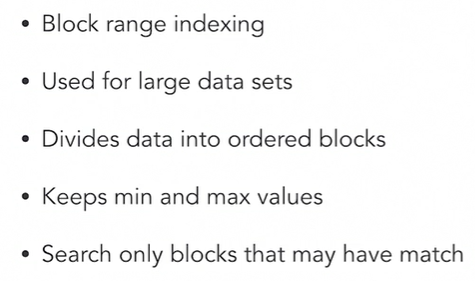 • Block range indexing
• Used for large data sets
• Divides data into ordered blocks
• Keeps min and max values
• Search only blocks that may have match